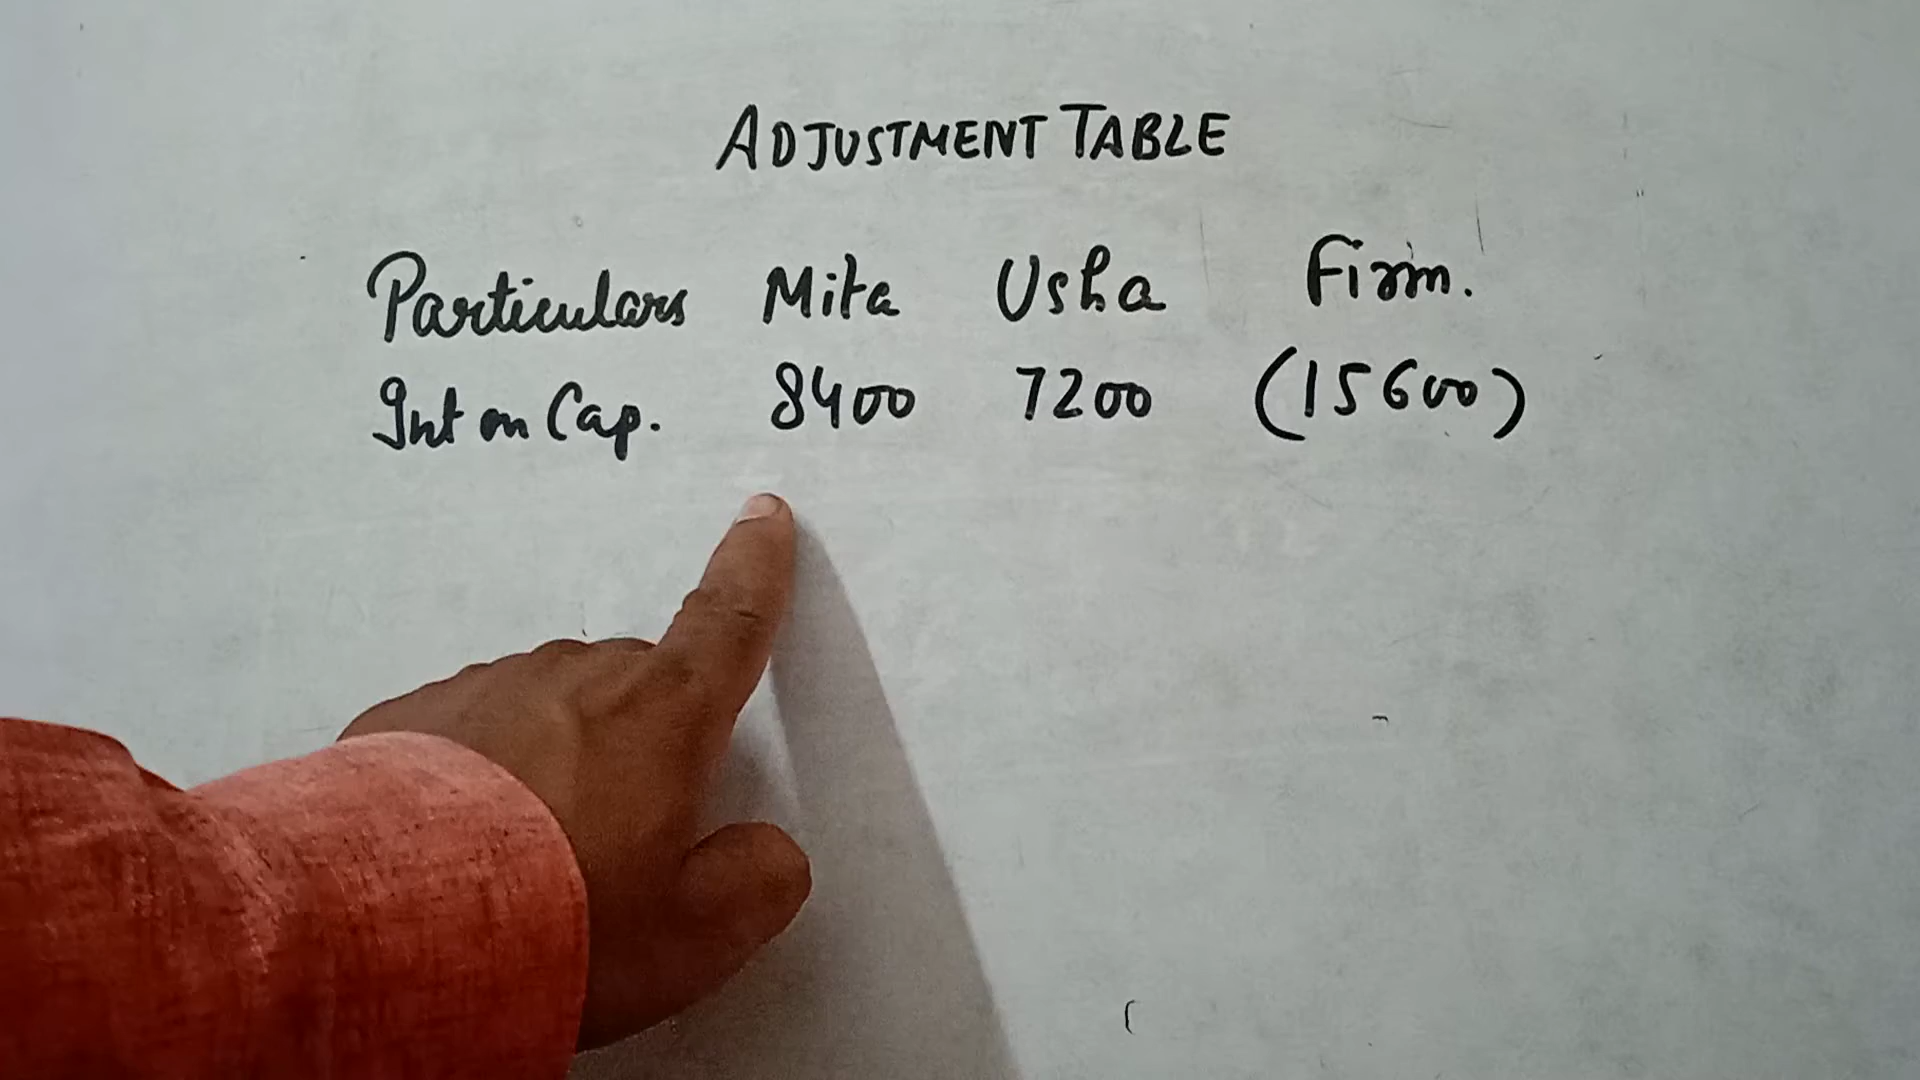 ADJUSTMENT TABLE
Particulars Mita Usha Firm.
Int on Cap. 8400 7200 (15600)